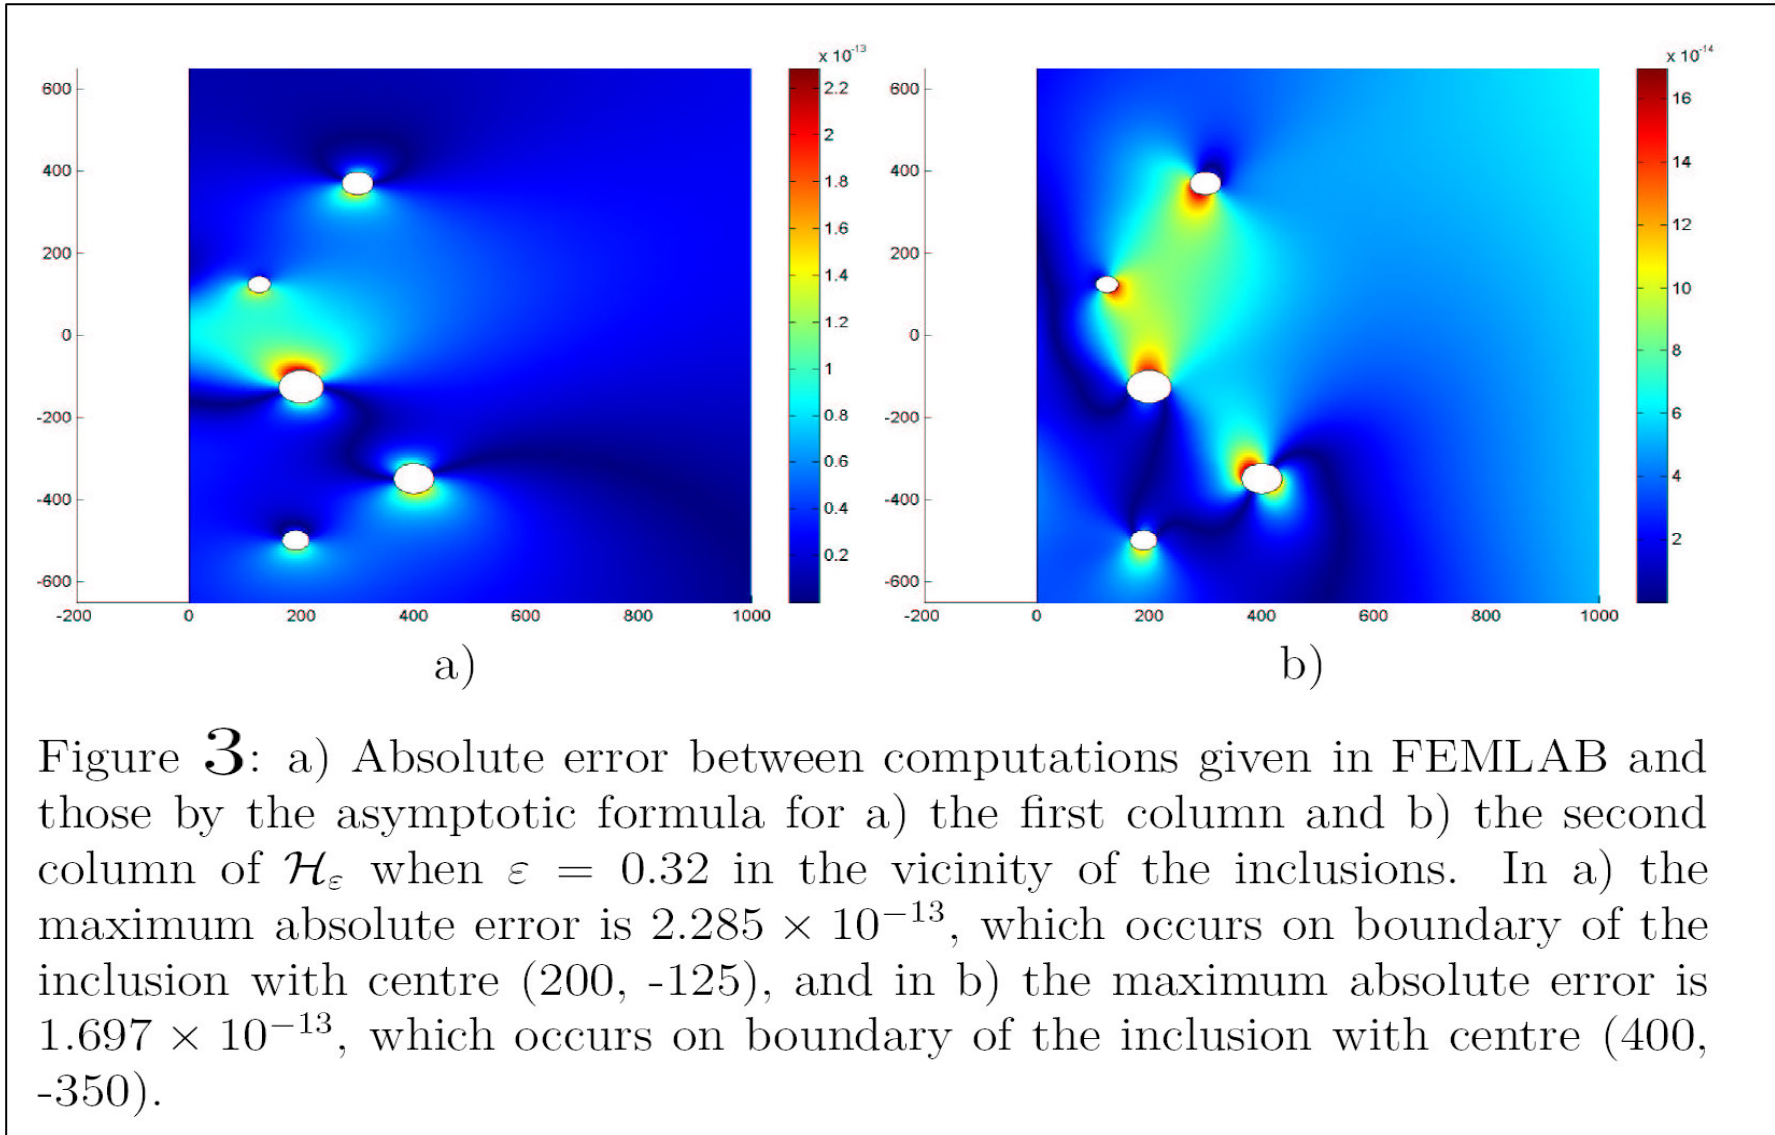 x 10-13
600
400
200
0
-200
-400
-600
-200 0 200 400 600 800 1000
2.2
2
1.8
1.6
1.4
1.2
1
0.8
0.6
0.4
0.2
a)
x 10-14
600
400
200
0
-200
-400
-600
-200 0 200 400 600 800 1000
16
14
12
10
8
6
4
2
b)
Figure 3: a) Absolute error between computations given in FEMLAB and
those by the asymptotic formula for a) the first column and b) the second
column of ℋε when ε = 0.32 in the vicinity of the inclusions. In a) the
maximum absolute error is 2.285 × 10⁻¹³, which occurs on boundary of the
inclusion with centre (200, -125), and in b) the maximum absolute error is
1.697 × 10⁻¹³, which occurs on boundary of the inclusion with centre (400,
-350).